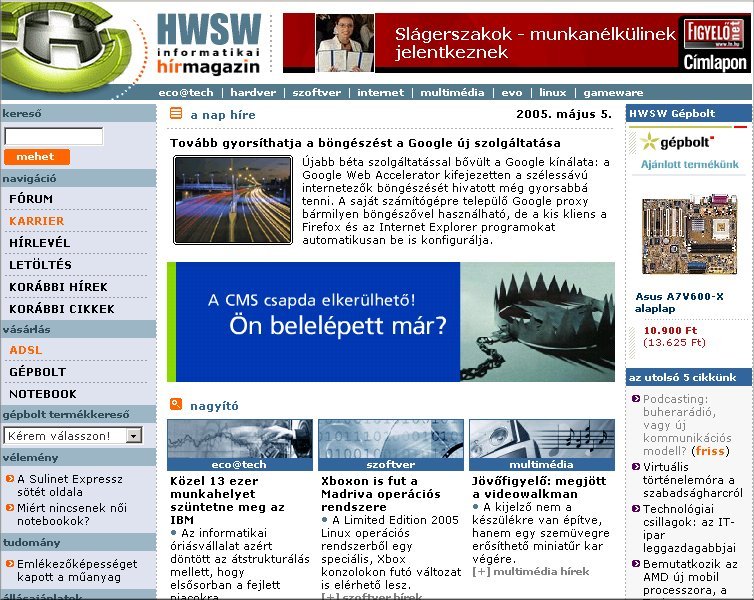 HWSW
informatikai
hírmagazin
Slágerszakok - munkanélkülinek
jelentkeznek
FIGYELŐ
net
www.fn.hu
Címlapon
eco@tech | hardver | szoftver | internet | multimédia | evo | linux | gameware
kereső
mehet
navigáció
FÓRUM
KARRIER
HÍRLEVÉL
LETÖLTÉS
KORÁBBI HÍREK
KORÁBBI CIKKEK
vásárlás
ADSL
GÉPBOLT
NOTEBOOK
gépbolt termékkereső
Kérem válasszon!
vélemény
A Sulinet Expressz
sötét oldala
Miért nincsenek női
notebookok?
tudomány
Emlékezőképességet
kapott a műanyag
állásajánlatok
a nap híre
2005. május 5.
Tovább gyorsíthatja a böngészést a Google új szolgáltatása
Újabb béta szolgáltatással bővült a Google kínálata: a
Google Web Accelerator kifejezetten a szélessávú
internetezők böngészését hivatott még gyorsabbá
tenni. A saját számítógépre települő Google proxy
bármilyen böngészővel használható, de a kis kliens a
Firefox és az Internet Explorer programokat
automatikusan be is konfigurálja.
A CMS csapda elkerülhető!
Ön belelépett már?
nagyító
eco@tech
Közel 13 ezer
munkahelyet
szüntetne meg az
IBM
• Az informatikai
óriásvállalat azért
döntött az átstrukturálás
mellett, hogy
elsősorban a fejlett
piacokra
szoftver
Xboxon is fut a
Madriva operációs
rendszere
• A Limited Edition 2005
Linux operációs
rendszerből egy
speciális, Xbox
konzolokon futó változat
is elérhető lesz.
[+] szoftver hírek
multimédia
Jövőfigyelő: megjött
a videowalkman
• A kijelző nem a
készülékre van építve,
hanem egy szemüvegre
erősíthető miniatűr kar
végére.
[+] multimédia hírek
HWSW Gépbolt
gépbolt
Ajánlott termékünk
Asus A7V600-X
alaplap
10.900 Ft
(13.625 Ft)
az utolsó 5 cikkünk
Podcasting:
buherarádió,
vagy új
kommunikációs
modell? (friss)
Virtuális
történelemóra a
szabadságharcról
Technológiai
csillagok: az IT-
ipar
leggazdagabbjai
Bemutatkozik az
AMD új mobil
processzora, a